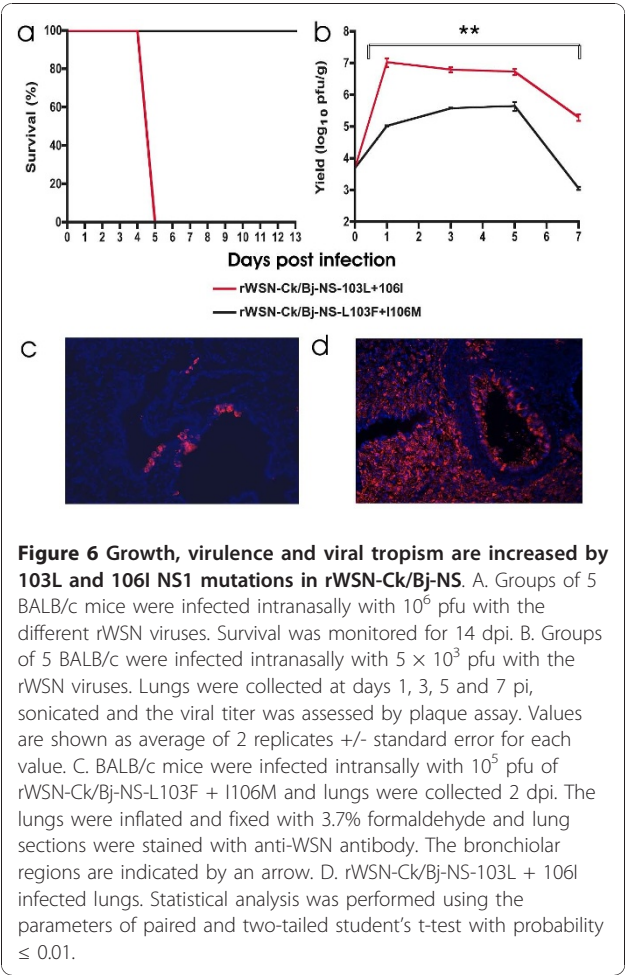 a
b
**
100
80
60
40
20
0
Survival (%)
0 1 2 3 4 5 6 7 8 9 10 11 12 13
8
7
6
5
4
3
2
Yield (log10 pfu/g)
0 1 2 3 4 5 6 7
Days post infection
rWSN-Ck/Bj-NS-103L+106I
rWSN-Ck/Bj-NS-L103F+I106M
c
d
Figure 6 Growth, virulence and viral tropism are increased by
103L and 106I NS1 mutations in rWSN-Ck/Bj-NS. A. Groups of 5
BALB/c mice were infected intranasally with 10⁶ pfu with the
different rWSN viruses. Survival was monitored for 14 dpi. B. Groups
of 5 BALB/c were infected intranasally with 5 × 10³ pfu with the
rWSN viruses. Lungs were collected at days 1, 3, 5 and 7 pi,
sonicated and the viral titer was assessed by plaque assay. Values
are shown as average of 2 replicates +/- standard error for each
value. C. BALB/c mice were infected intransally with 10⁵ pfu of
rWSN-Ck/Bj-NS-L103F + I106M and lungs were collected 2 dpi. The
lungs were inflated and fixed with 3.7% formaldehyde and lung
sections were stained with anti-WSN antibody. The bronchiolar
regions are indicated by an arrow. D. rWSN-Ck/Bj-NS-103L + 106I
infected lungs. Statistical analysis was performed using the
parameters of paired and two-tailed student's t-test with probability
≤ 0.01.